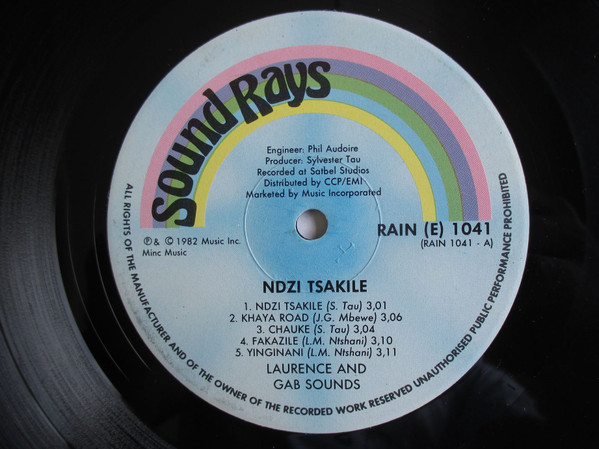 Sound Rays
Engineer: Phil Audoire
Producer: Sylvester Tau
Recorded at Satbel Studios
Distributed by CCP/EMI
Marketed by Music Incorporated
RAIN (E) 1041
(RAIN 1041 - A)
℗ & © 1982 Music Inc.
Minc Music
NDZI TSAKILE
1. NDZI TSAKILE (S. Tau) 3,01
2. KHAYA ROAD (J.G. Mbewe) 3,06
3. CHAUKE (S. Tau) 3,04
4. FAKAZILE (L.M. Ntshani) 3,10
5. YINGINANI (L.M. Ntshani) 3,11
LAURENCE AND
GAB SOUNDS
ALL RIGHTS OF THE MANUFACTURER AND OF THE OWNER OF THE RECORDED WORK RESERVED UNAUTHORISED PUBLIC PERFORMANCE PROHIBITED